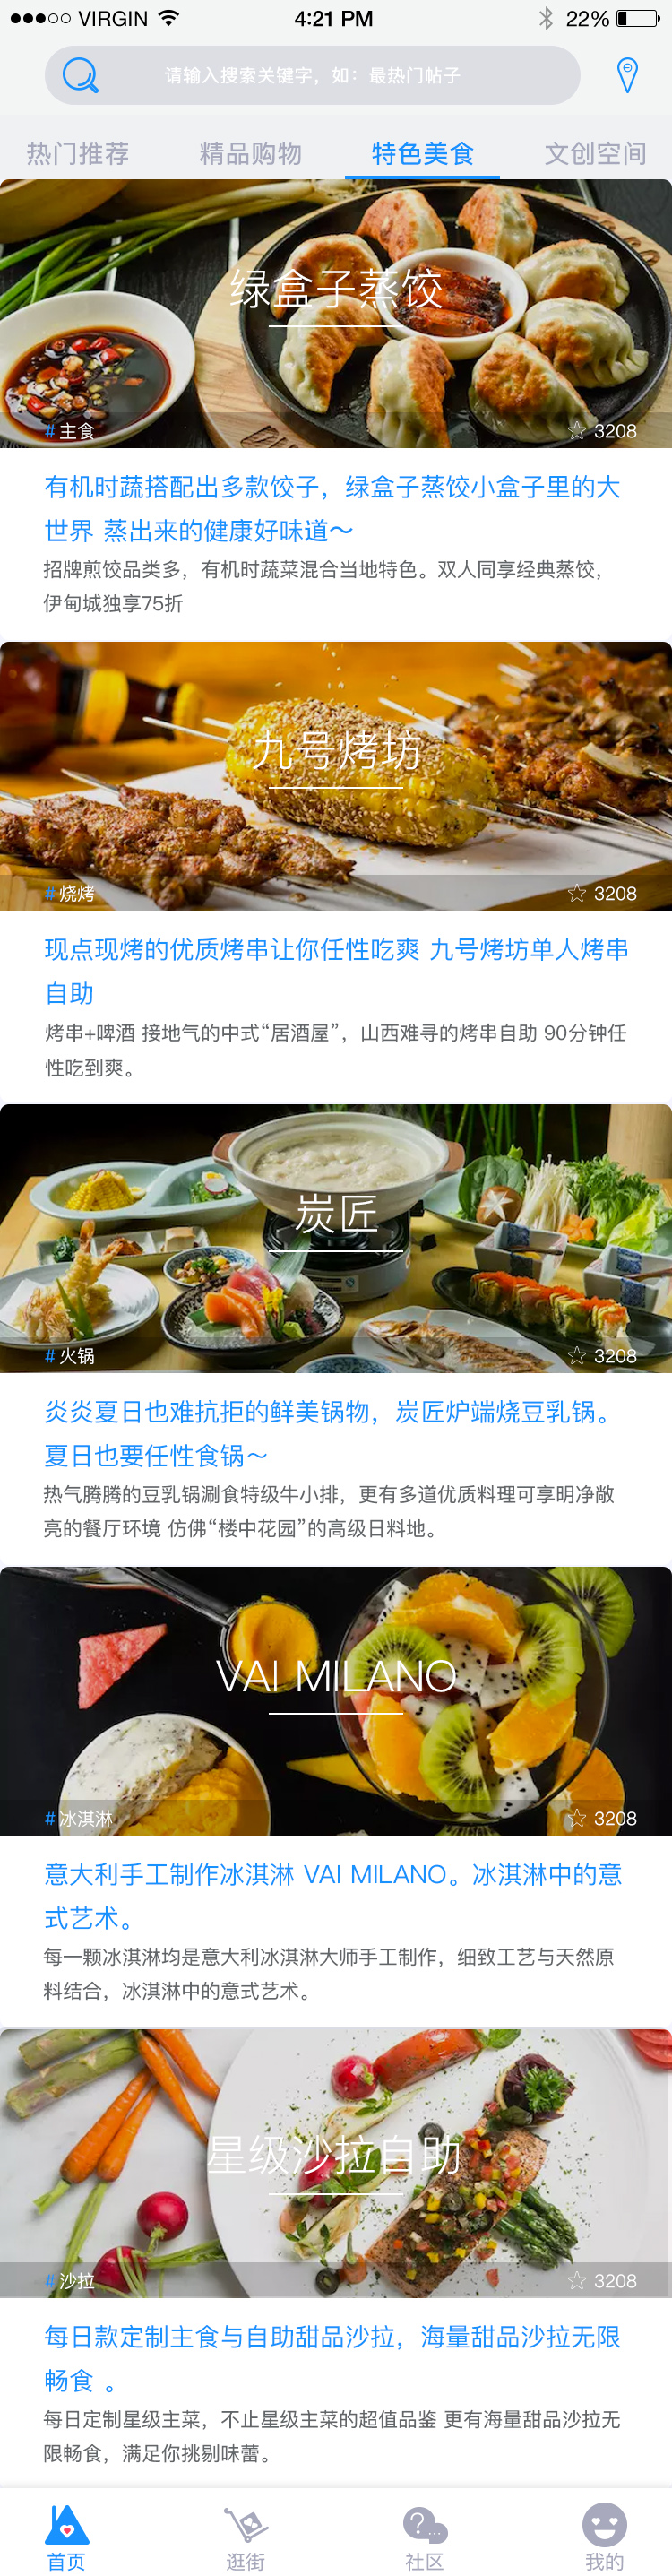 VIRGIN 4:21 PM 22%
请输入搜索关键字，如：最热门帖子
热门推荐 精品购物 特色美食 文创空间
绿盒子蒸饺
#主食 3208
有机时蔬搭配出多款饺子，绿盒子蒸饺小盒子里的大
世界 蒸出来的健康好味道～
招牌煎饺品类多，有机时蔬菜混合当地特色。双人同享经典蒸饺，
伊甸城独享75折
九号烤坊
#烧烤 3208
现点现烤的优质烤串让你任性吃爽 九号烤坊单人烤串
自助
烤串+啤酒 接地气的中式“居酒屋”，山西难寻的烤串自助 90分钟任
性吃到爽。
炭匠
#火锅 3208
炎炎夏日也难抗拒的鲜美锅物，炭匠炉端烧豆乳锅。
夏日也要任性食锅～
热气腾腾的豆乳锅涮食特级牛小排，更有多道优质料理可享明净敞
亮的餐厅环境 仿佛“楼中花园”的高级日料地。
VAI MILANO
#冰淇淋 3208
意大利手工制作冰淇淋 VAI MILANO。冰淇淋中的意
式艺术。
每一颗冰淇淋均是意大利冰淇淋大师手工制作，细致工艺与天然原
料结合，冰淇淋中的意式艺术。
星级沙拉自助
#沙拉 3208
每日款定制主食与自助甜品沙拉，海量甜品沙拉无限
畅食 。
每日定制星级主菜，不止星级主菜的超值品鉴 更有海量甜品沙拉无
限畅食，满足你挑剔味蕾。
首页 逛街 社区 我的